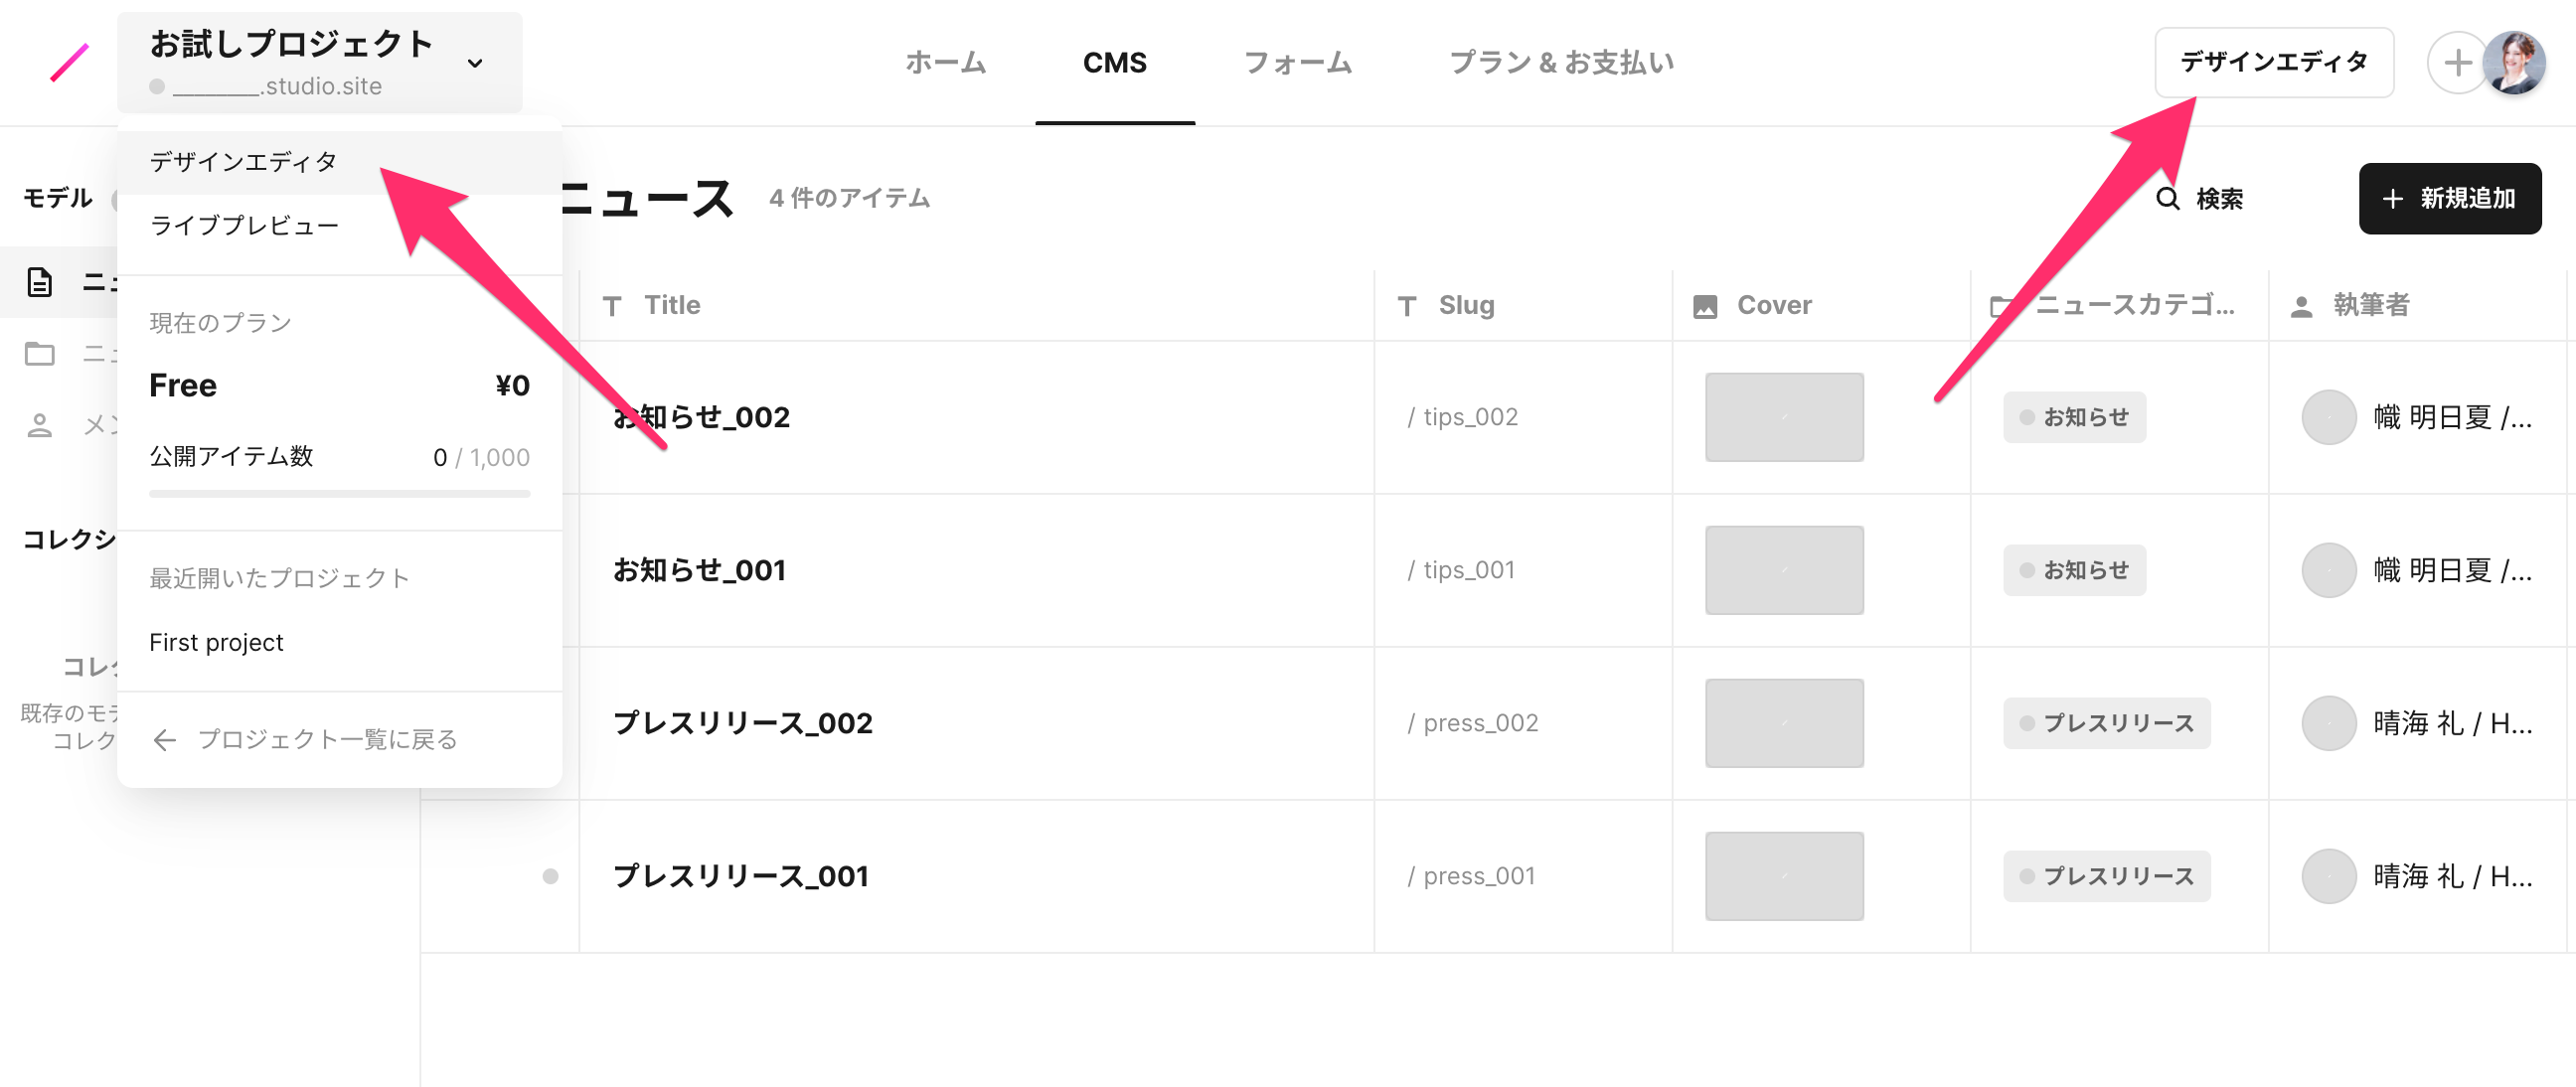 お試しプロジェクト
________.studio.site
ホーム
CMS
フォーム
プラン & お支払い
デザインエディタ
デザインエディタ
ライブプレビュー
現在のプラン
Free ¥0
公開アイテム数 0 / 1,000
最近開いたプロジェクト
First project
プロジェクト一覧に戻る
モデル
ニュ
ニュ
メン
コレクシ
コレク
既存のモデ
コレク
ニュース 4 件のアイテム
検索
新規追加
Title Slug Cover ニュースカテゴ... 執筆者
お知らせ_002 / tips_002 お知らせ 幟 明日夏 /...
お知らせ_001 / tips_001 お知らせ 幟 明日夏 /...
プレスリリース_002 / press_002 プレスリリース 晴海 礼 / H...
プレスリリース_001 / press_001 プレスリリース 晴海 礼 / H...